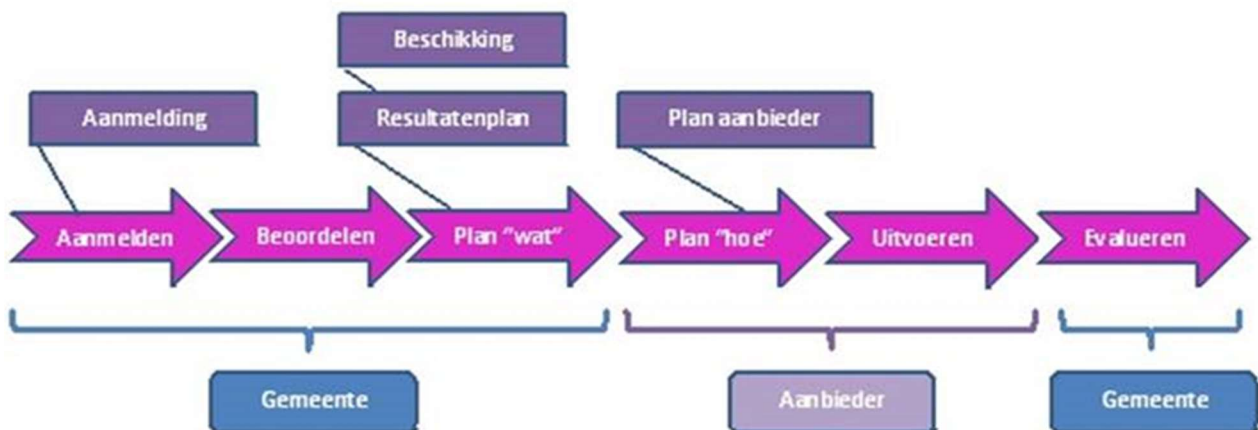 Beschikking
Aanmelding
Resultatenplan
Plan aanbieder
Aanmelden
Beoordelen
Plan "wat"
Plan "hoe"
Uitvoeren
Evalueren
Gemeente
Aanbieder
Gemeente